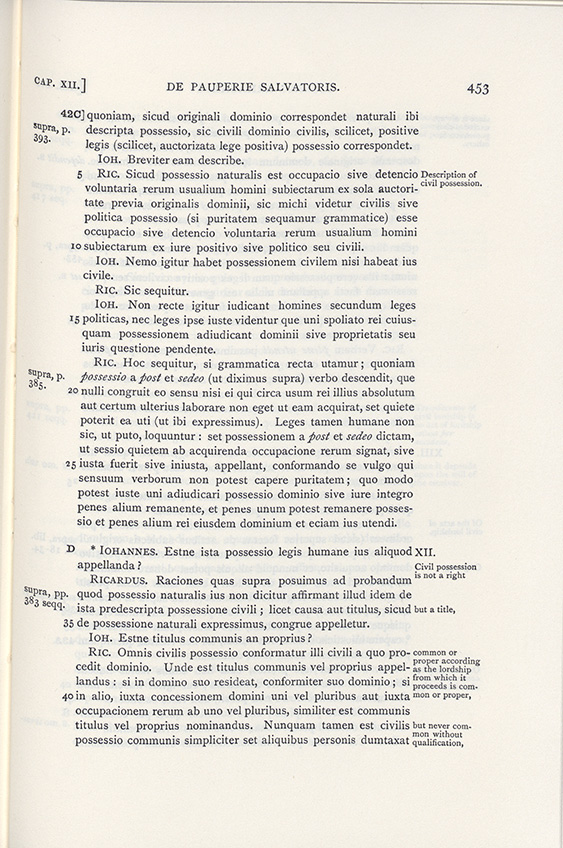 CAP. XII.] DE PAUPERIE SALVATORIS. 453
42C] quoniam, sicud originali dominio correspondet naturali ibi
supra, p. 393. descripta possessio, sic civili dominio civilis, scilicet, positive
legis (scilicet, auctorizata lege positiva) possessio correspondet.
IOH. Breviter eam describe.
5 RIC. Sicud possessio naturalis est occupacio sive detencio Description of civil possession.
voluntaria rerum usualium homini subiectarum ex sola auctori-
tate previa originalis dominii, sic michi videtur civilis sive
politica possessio (si puritatem sequamur grammatice) esse
occupacio sive detencio voluntaria rerum usualium homini
10 subiectarum ex iure positivo sive politico seu civili.
IOH. Nemo igitur habet possessionem civilem nisi habeat ius
civile.
RIC. Sic sequitur.
IOH. Non recte igitur iudicant homines secundum leges
15 politicas, nec leges ipse iuste videntur que uni spoliato rei cuius-
quam possessionem adiudicant dominii sive proprietatis seu
iuris questione pendente.
RIC. Hoc sequitur, si grammatica recta utamur; quoniam
supra, p. 385. possessio a post et sedeo (ut diximus supra) verbo descendit, que
20 nulli congruit eo sensu nisi ei qui circa usum rei illius absolutum
aut certum ulterius laborare non eget ut eam acquirat, set quiete
poterit ea uti (ut ibi expressimus). Leges tamen humane non
sic, ut puto, loquuntur: set possessionem a post et sedeo dictam,
ut sessio quietem ab acquirenda occupacione rerum signat, sive
25 iusta fuerit sive iniusta, appellant, conformando se vulgo qui
sensuum verborum non potest capere puritatem; quo modo
potest iuste uni adiudicari possessio dominio sive iure integro
penes alium remanente, et penes unum potest remanere posses-
sio et penes alium rei eiusdem dominium et eciam ius utendi.
D * IOHANNES. Estne ista possessio legis humane ius aliquod XII.
appellanda? Civil possession is not a right
RICARDUS. Raciones quas supra posuimus ad probandum
supra, pp. 383 seqq. quod possessio naturalis ius non dicitur affirmant illud idem de
ista predescripta possessione civili; licet causa aut titulus, sicud but a title,
35 de possessione naturali expressimus, congrue appelletur.
IOH. Estne titulus communis an proprius?
RIC. Omnis civilis possessio conformatur illi civili a quo pro- common or
cedit dominio. Unde est titulus communis vel proprius appel- proper according as the lordship
landus: si in domino suo resideat, conformiter suo dominio; si from which it proceeds is com-
40 in alio, iuxta concessionem domini uni vel pluribus aut iuxta mon or proper,
occupacionem rerum ab uno vel pluribus, similiter est communis
titulus vel proprius nominandus. Nunquam tamen est civilis but never com-
possessio communis simpliciter set aliquibus personis dumtaxat mon without qualification,